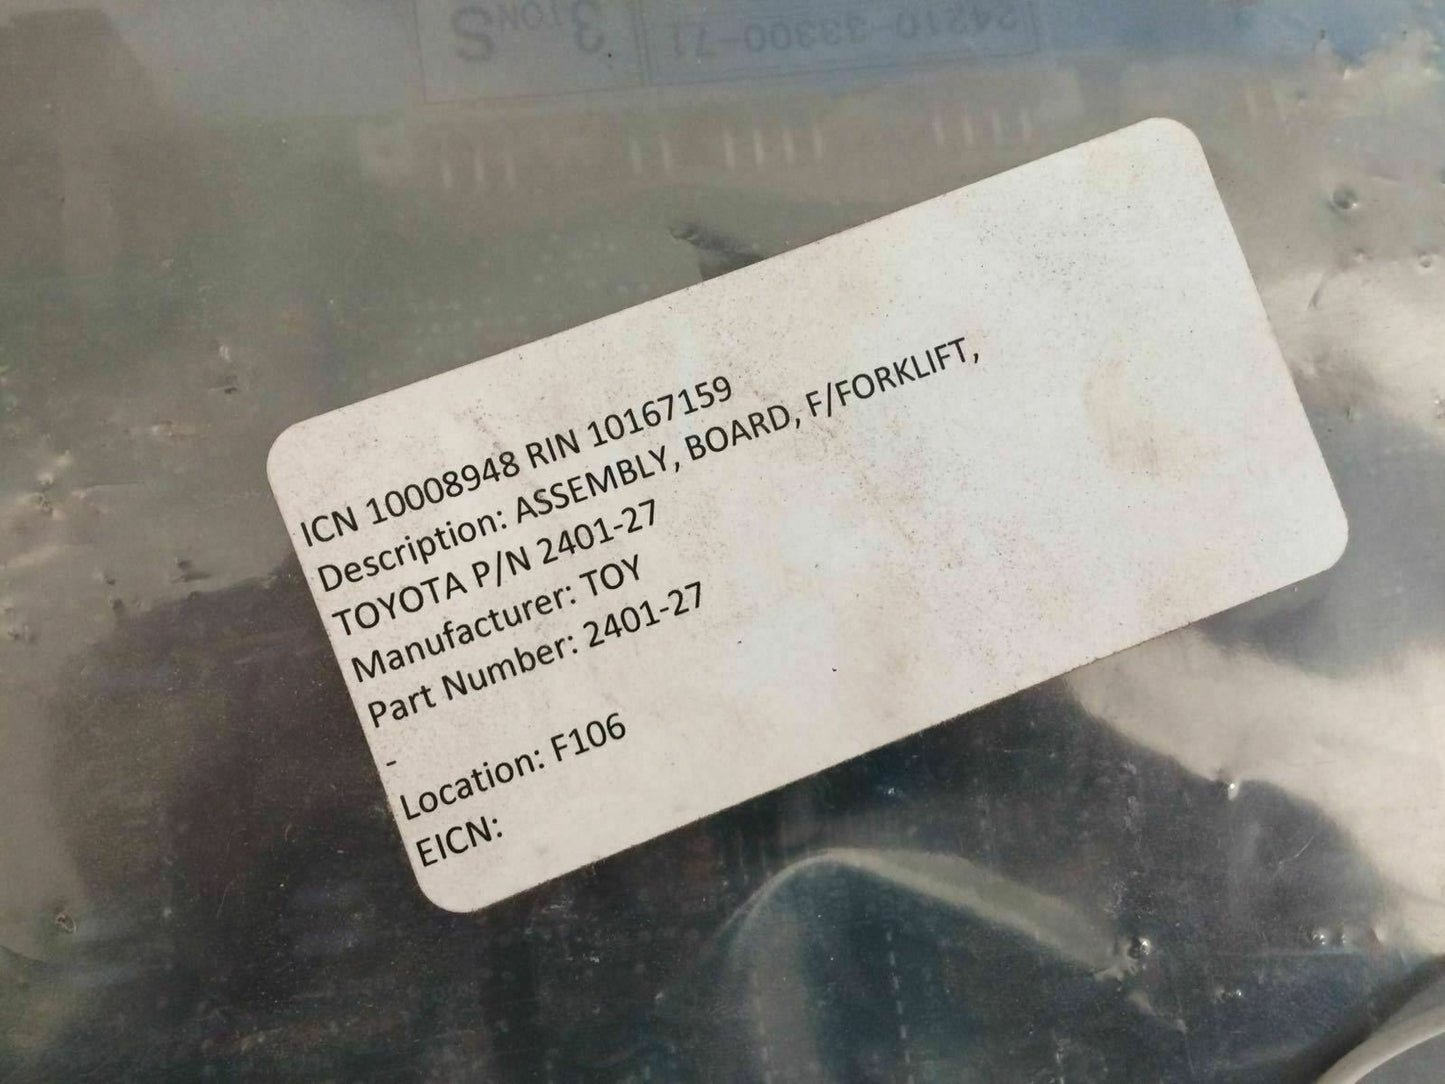 3TONS 24210-33300-71
ICN 10008948 RIN 10167159
Description: ASSEMBLY, BOARD, F/FORKLIFT,
TOYOTA P/N 2401-27
Manufacturer: TOY
Part Number: 2401-27
-
Location: F106
EICN: